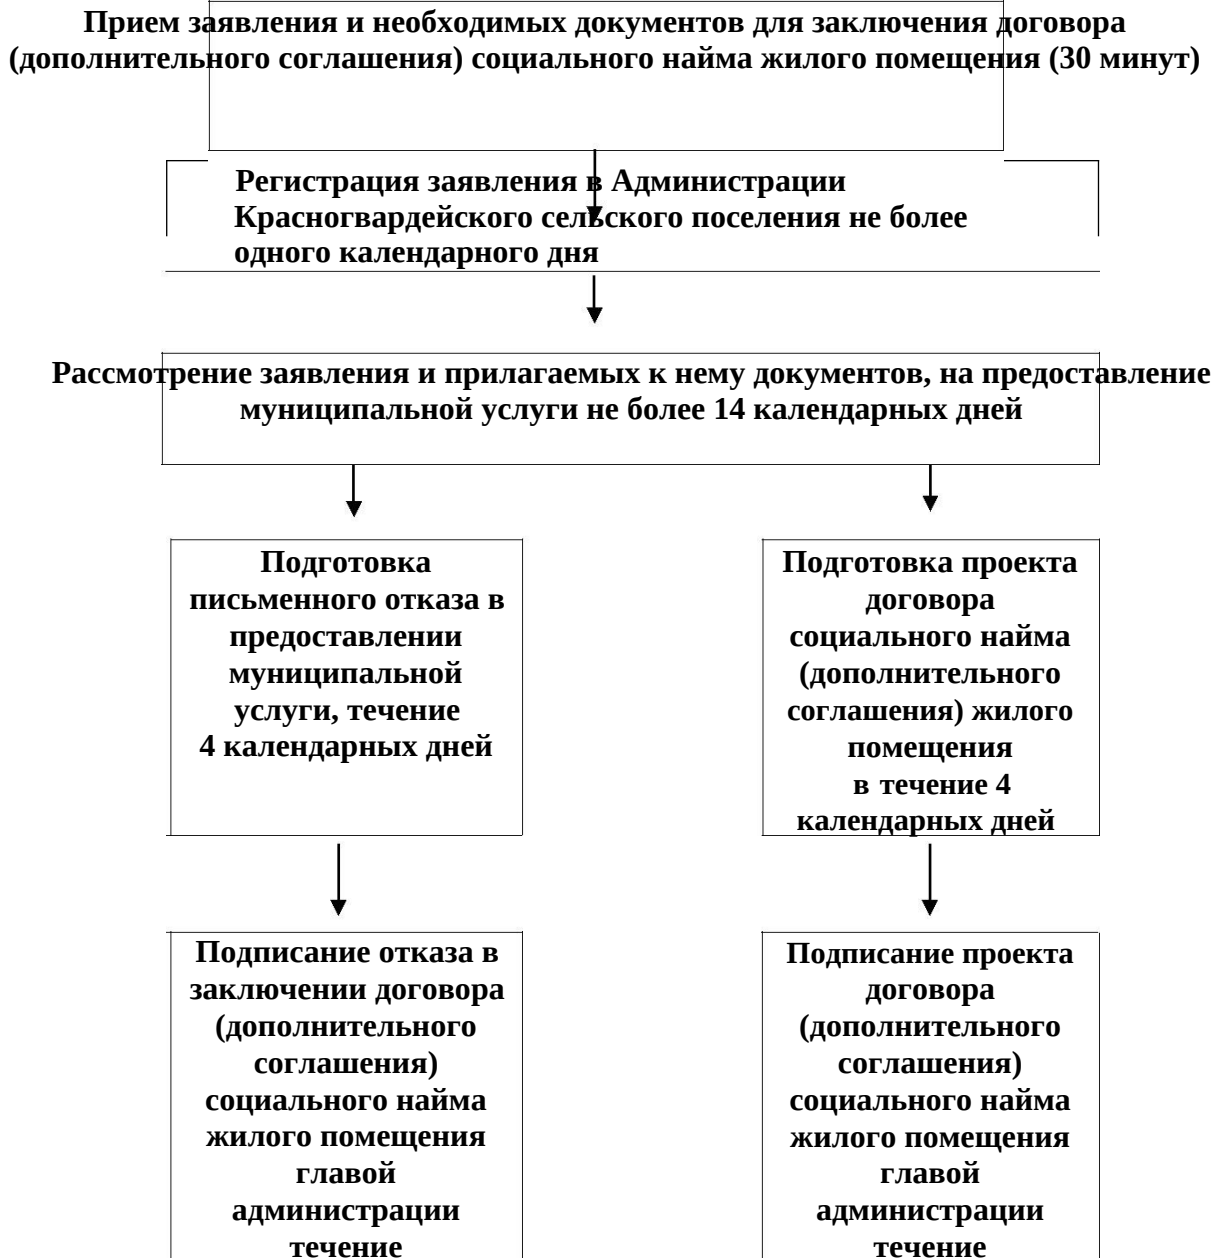 Прием заявления и необходимых документов для заключения договора
(дополнительного соглашения) социального найма жилого помещения (30 минут)
Регистрация заявления в Администрации
Красногвардейского сельского поселения не более
одного календарного дня
Рассмотрение заявления и прилагаемых к нему документов, на предоставление
муниципальной услуги не более 14 календарных дней
Подготовка
письменного отказа в
предоставлении
муниципальной
услуги, течение
4 календарных дней
Подготовка проекта
договора
социального найма
(дополнительного
соглашения) жилого
помещения
в течение 4
календарных дней
Подписание отказа в
заключении договора
(дополнительного
соглашения)
социального найма
жилого помещения
главой
администрации
течение
Подписание проекта
договора
(дополнительного
соглашения)
социального найма
жилого помещения
главой
администрации
течение